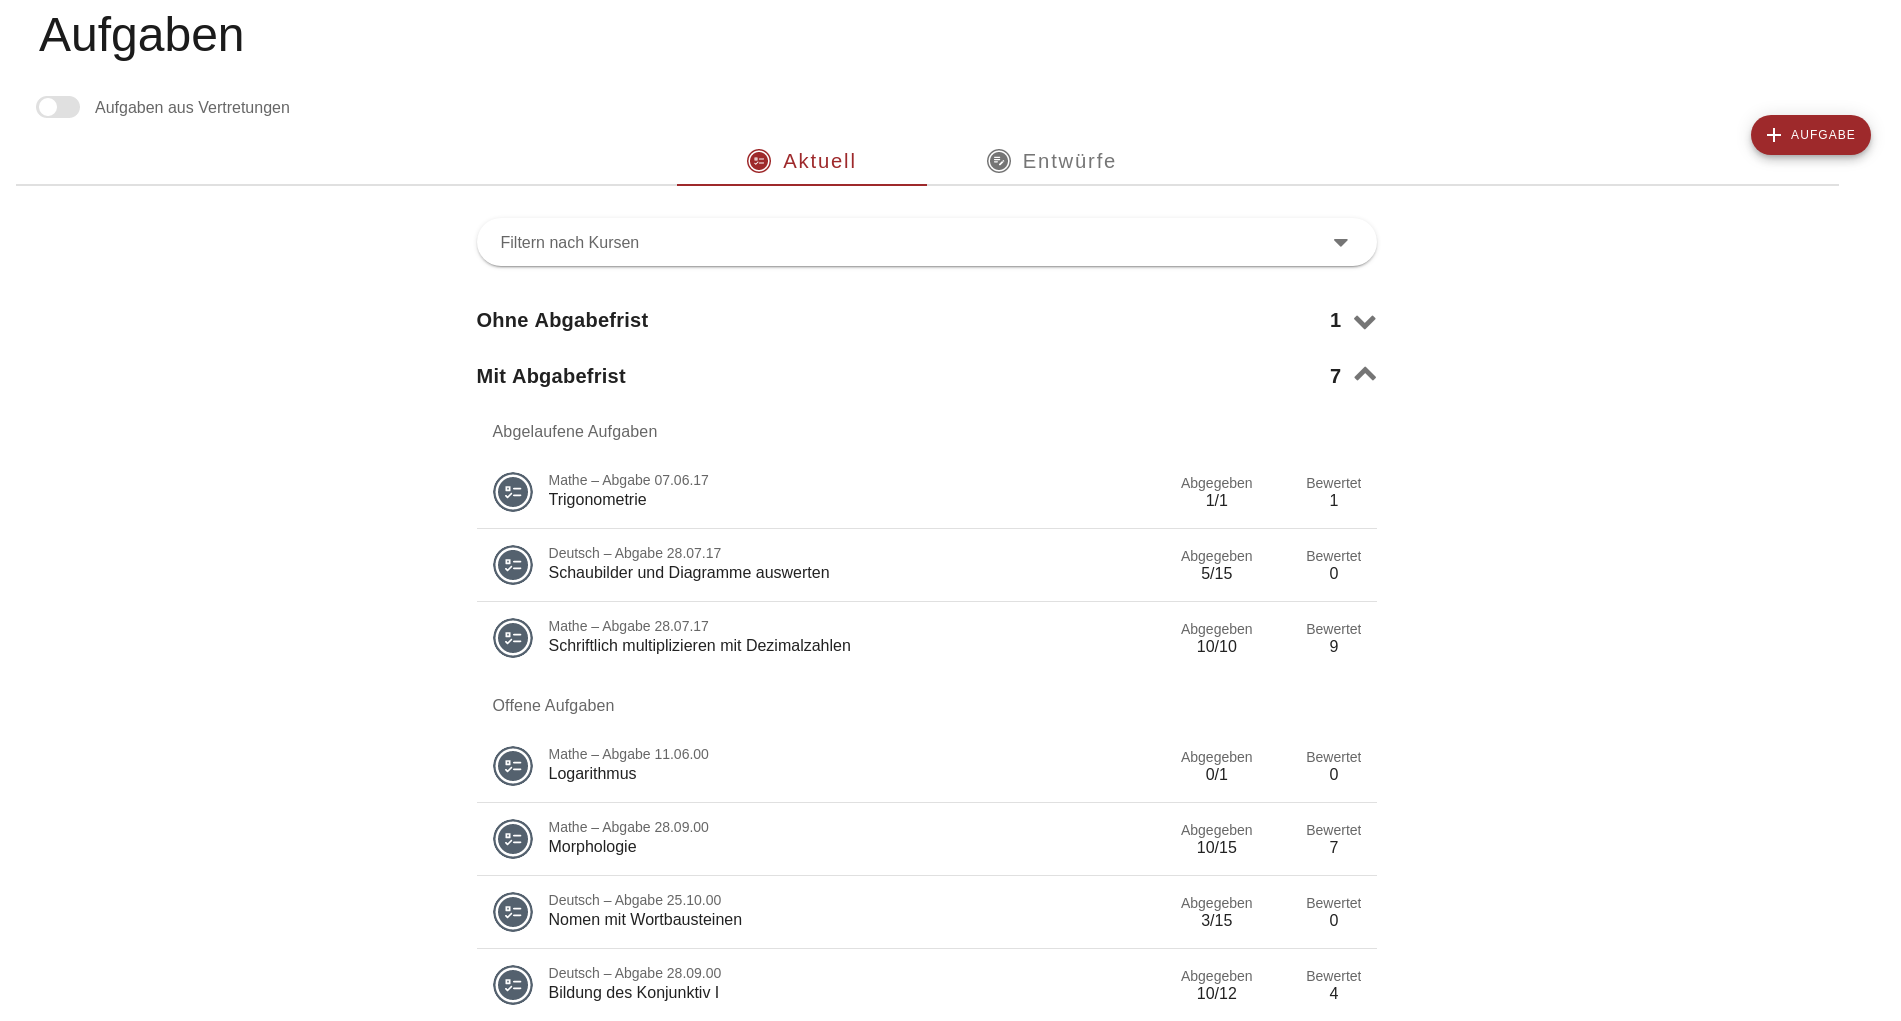 Aufgaben
Aufgaben aus Vertretungen
AUFGABE
Aktuell
Entwürfe
Filtern nach Kursen
Ohne Abgabefrist 1
Mit Abgabefrist 7
Abgelaufene Aufgaben
Mathe – Abgabe 07.06.17 Abgegeben Bewertet
Trigonometrie 1/1 1
Deutsch – Abgabe 28.07.17 Abgegeben Bewertet
Schaubilder und Diagramme auswerten 5/15 0
Mathe – Abgabe 28.07.17 Abgegeben Bewertet
Schriftlich multiplizieren mit Dezimalzahlen 10/10 9
Offene Aufgaben
Mathe – Abgabe 11.06.00 Abgegeben Bewertet
Logarithmus 0/1 0
Mathe – Abgabe 28.09.00 Abgegeben Bewertet
Morphologie 10/15 7
Deutsch – Abgabe 25.10.00 Abgegeben Bewertet
Nomen mit Wortbausteinen 3/15 0
Deutsch – Abgabe 28.09.00 Abgegeben Bewertet
Bildung des Konjunktiv I 10/12 4